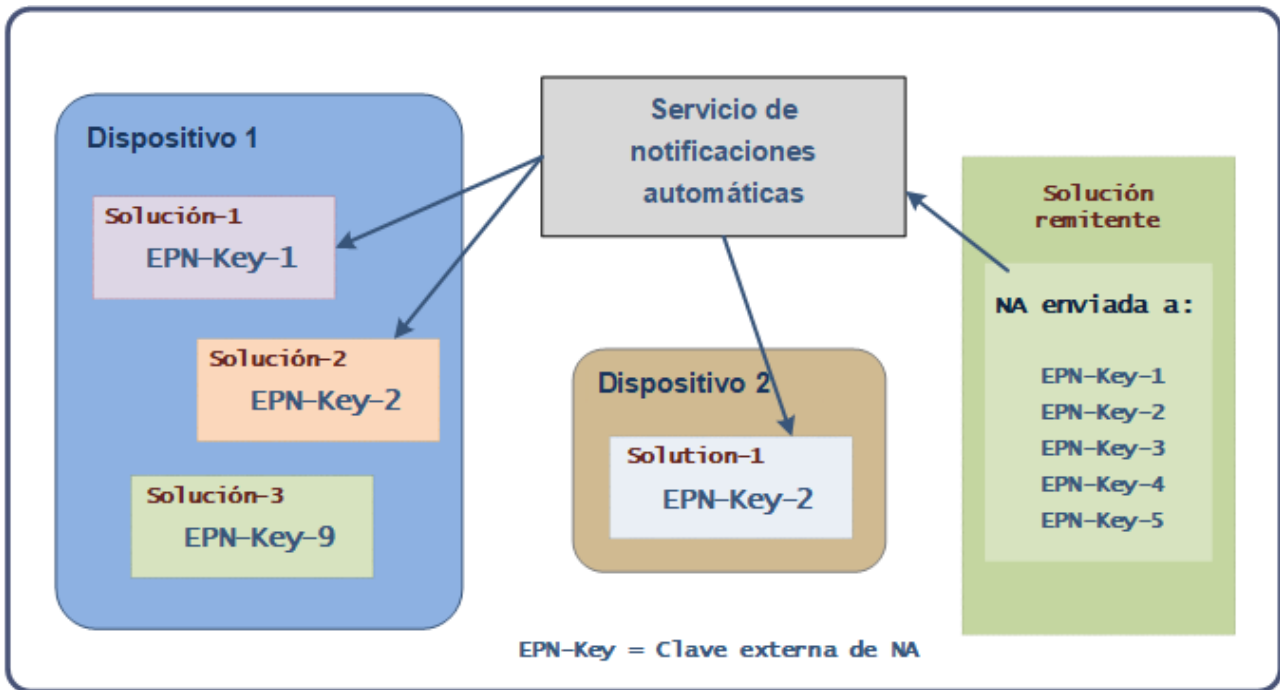 Dispositivo 1
Solución-1
EPN-Key-1
Solución-2
EPN-Key-2
Solución-3
EPN-Key-9
Servicio de
notificaciones
automáticas
Dispositivo 2
Solution-1
EPN-Key-2
Solución
remitente
NA enviada a:
EPN-Key-1
EPN-Key-2
EPN-Key-3
EPN-Key-4
EPN-Key-5
EPN-Key = Clave externa de NA